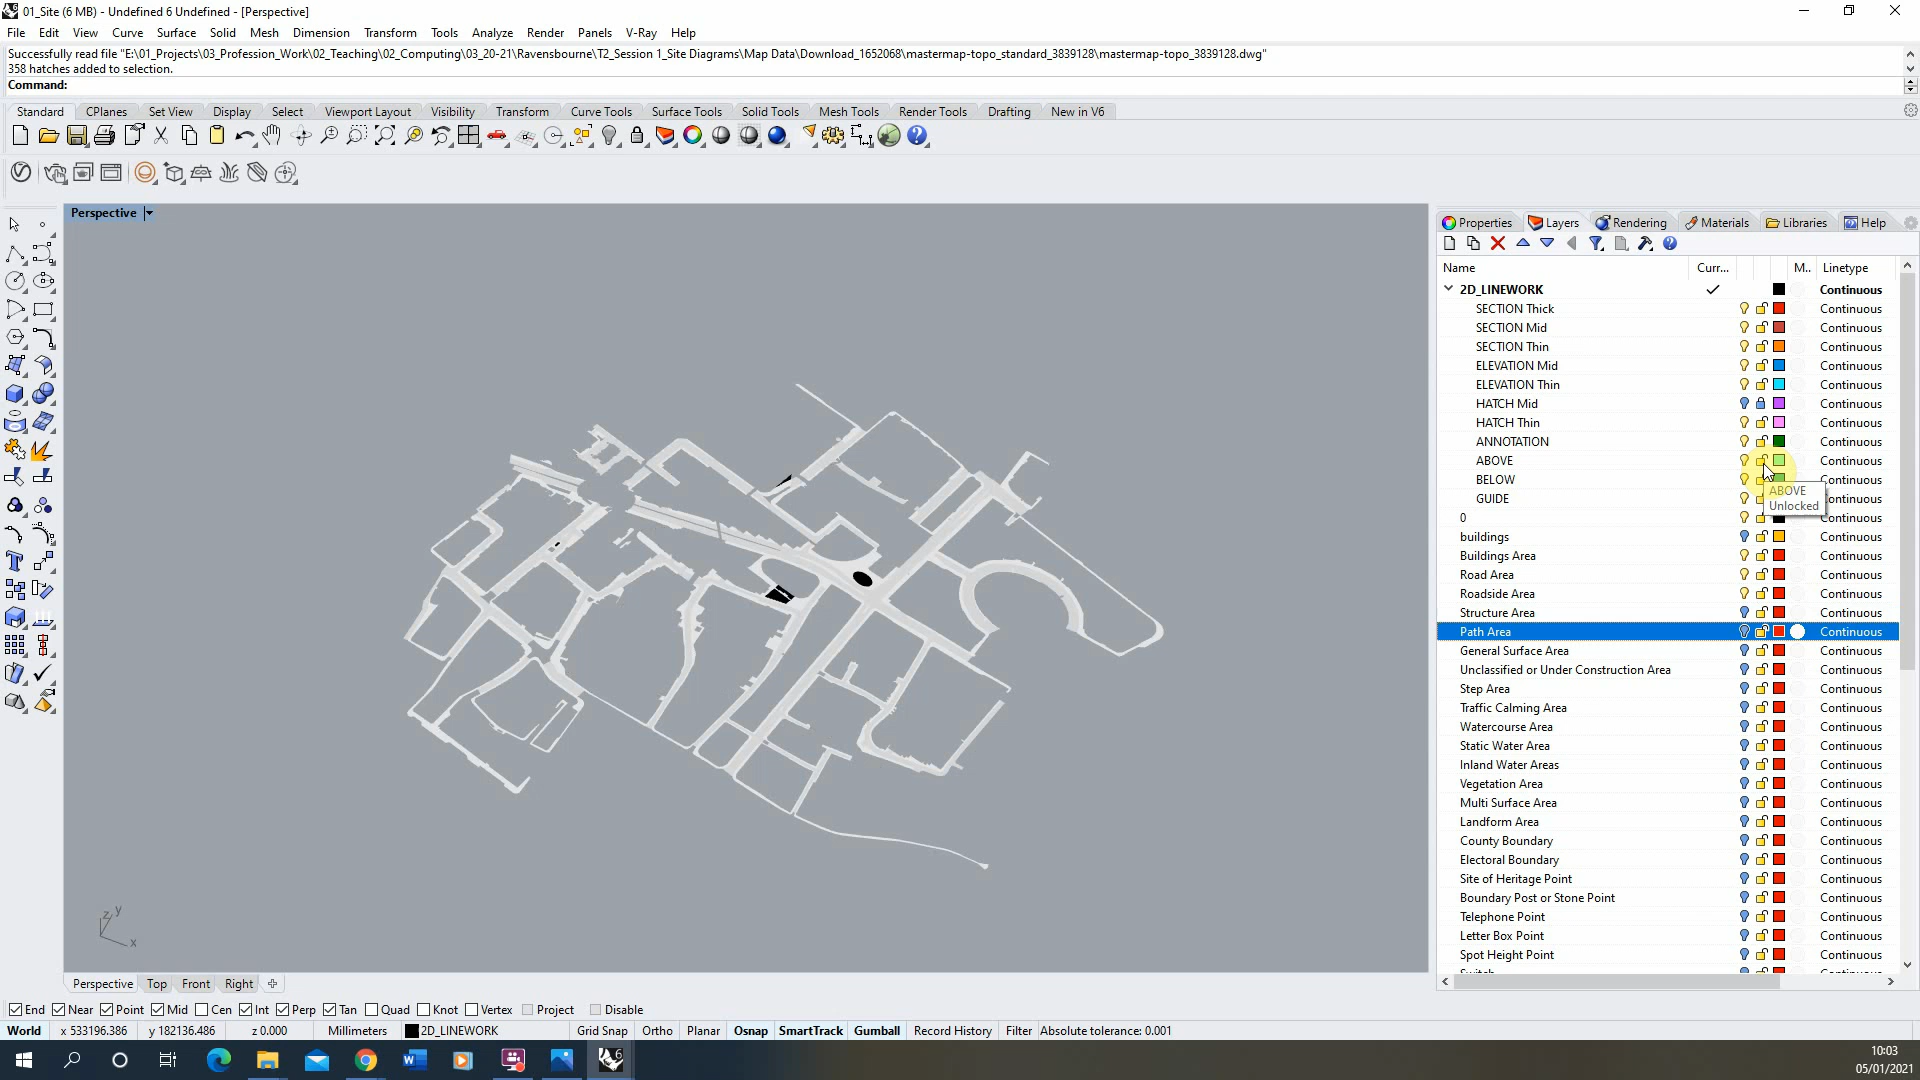 01_Site (6 MB) - Undefined 6 Undefined - [Perspective]
File Edit View Curve Surface Solid Mesh Dimension Transform Tools Analyze Render Panels V-Ray Help
Successfully read file "E:\01_Projects\03_Profession_Work\02_Teaching\02_Computing\03_20-21\Ravensbourne\T2_Session 1_Site Diagrams\Map Data\Download_1652068\mastermap-topo_standard_3839128\mastermap-topo_3839128.dwg"
358 hatches added to selection.
Command:
Standard CPlanes Set View Display Select Viewport Layout Visibility Transform Curve Tools Surface Tools Solid Tools Mesh Tools Render Tools Drafting New in V6
Perspective
Properties Layers Rendering Materials Libraries Help
Name Curr... M.. Linetype
2D_LINEWORK Continuous
SECTION Thick Continuous
SECTION Mid Continuous
SECTION Thin Continuous
ELEVATION Mid Continuous
ELEVATION Thin Continuous
HATCH Mid Continuous
HATCH Thin Continuous
ANNOTATION Continuous
ABOVE Continuous
BELOW Continuous
ABOVE
GUIDE
Unlocked
0 Continuous
buildings Continuous
Buildings Area Continuous
Road Area Continuous
Roadside Area Continuous
Structure Area Continuous
Path Area Continuous
General Surface Area Continuous
Unclassified or Under Construction Area Continuous
Step Area Continuous
Traffic Calming Area Continuous
Watercourse Area Continuous
Static Water Area Continuous
Inland Water Areas Continuous
Vegetation Area Continuous
Multi Surface Area Continuous
Landform Area Continuous
County Boundary Continuous
Electoral Boundary Continuous
Site of Heritage Point Continuous
Boundary Post or Stone Point Continuous
Telephone Point Continuous
Letter Box Point Continuous
Spot Height Point Continuous
z y
x
Perspective Top Front Right
End Near Point Mid Cen Int Perp Tan Quad Knot Vertex Project Disable
World x 533196.386 y 182136.486 z 0.000 Millimeters 2D_LINEWORK Grid Snap Ortho Planar Osnap SmartTrack Gumball Record History Filter Absolute tolerance: 0.001
10:03
05/01/2021